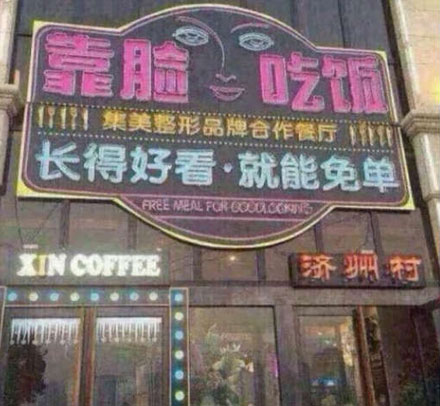 靠脸吃饭
集美整形品牌合作餐厅
长得好看·就能免单
FREE MEAL FOR GOODLOOKING
XIN COFFEE
济州村